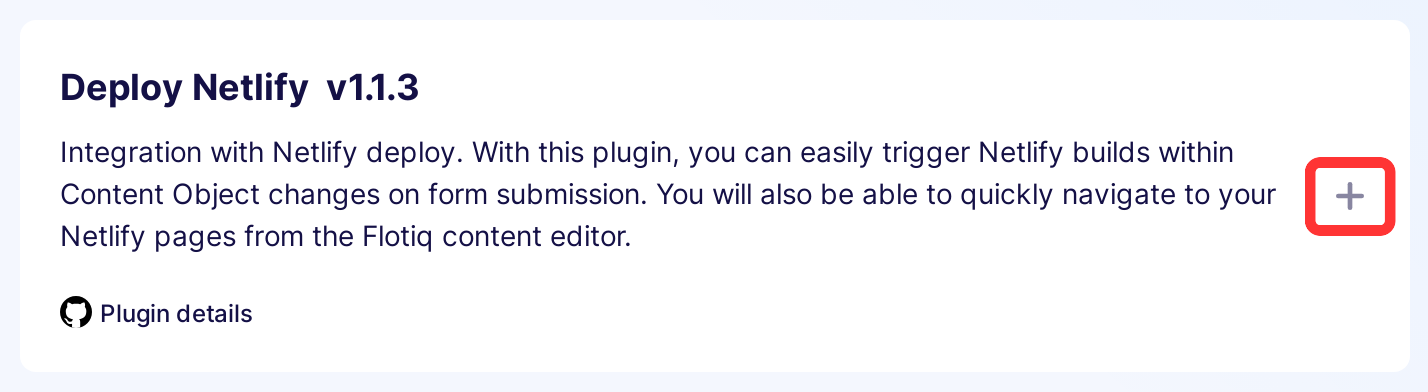 Deploy Netlify v1.1.3
Integration with Netlify deploy. With this plugin, you can easily trigger Netlify builds within
Content Object changes on form submission. You will also be able to quickly navigate to your
Netlify pages from the Flotiq content editor.
Plugin details